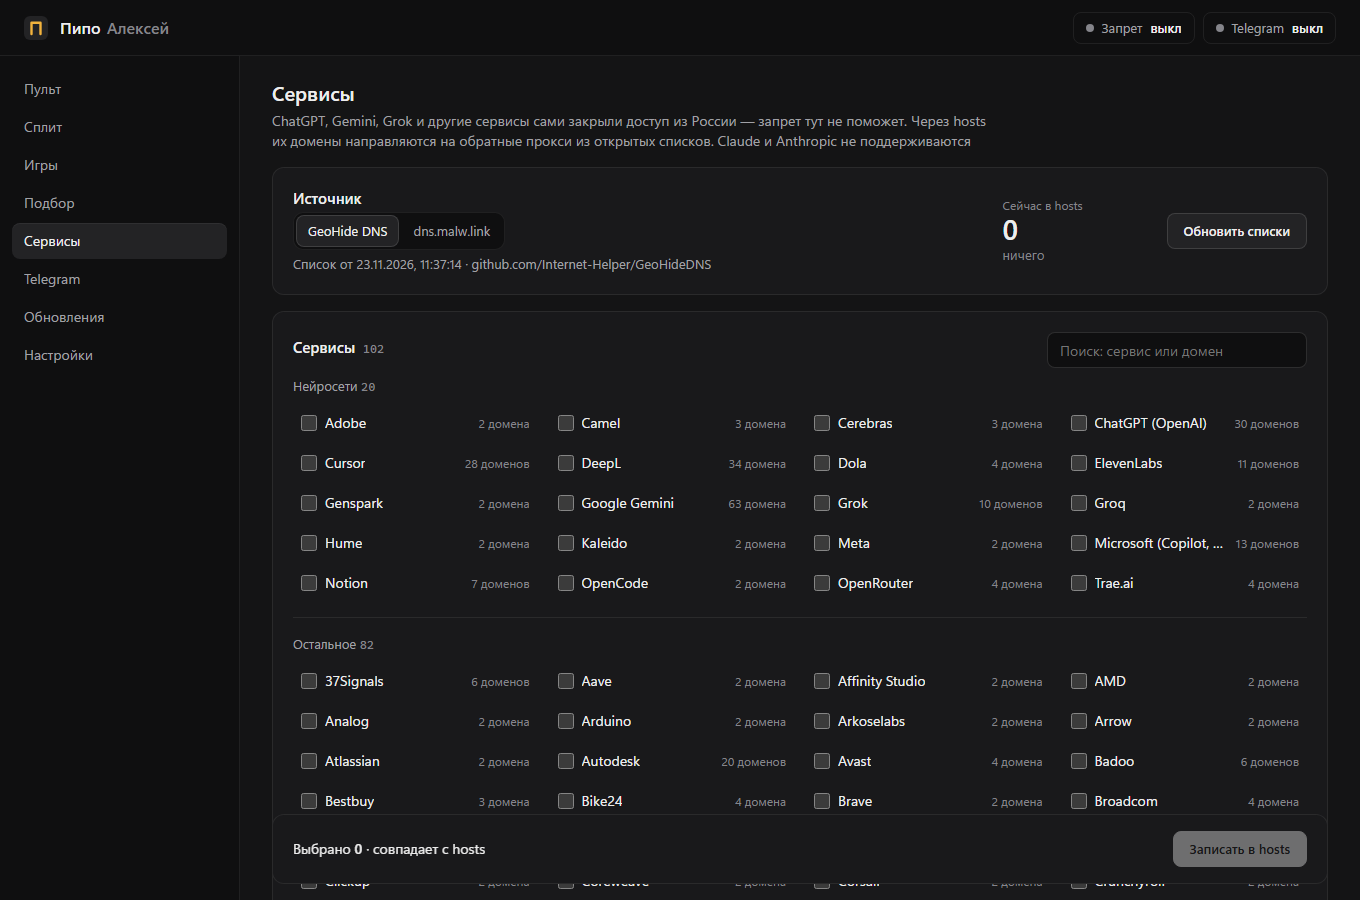 П Пипо Алексей
Запрет выкл
Telegram выкл
Пульт
Сплит
Игры
Подбор
Сервисы
Telegram
Обновления
Настройки
Сервисы
ChatGPT, Gemini, Grok и другие сервисы сами закрыли доступ из России — запрет тут не поможет. Через hosts
их домены направляются на обратные прокси из открытых списков. Claude и Anthropic не поддерживаются
Источник
GeoHide DNS dns.malw.link
Список от 23.11.2026, 11:37:14 · github.com/Internet-Helper/GeoHideDNS
Сейчас в hosts
0
ничего
Обновить списки
Сервисы 102
Поиск: сервис или домен
Нейросети 20
Adobe 2 домена Camel 3 домена Cerebras 3 домена ChatGPT (OpenAI) 30 доменов
Cursor 28 доменов DeepL 34 домена Dola 4 домена ElevenLabs 11 доменов
Genspark 2 домена Google Gemini 63 домена Grok 10 доменов Groq 2 домена
Hume 2 домена Kaleido 2 домена Meta 2 домена Microsoft (Copilot, ... 13 доменов
Notion 7 доменов OpenCode 2 домена OpenRouter 4 домена Trae.ai 4 домена
Остальное 82
37Signals 6 доменов Aave 2 домена Affinity Studio 2 домена AMD 2 домена
Analog 2 домена Arduino 2 домена Arkoselabs 2 домена Arrow 2 домена
Atlassian 2 домена Autodesk 20 доменов Avast 4 домена Badoo 6 доменов
Bestbuy 3 домена Bike24 4 домена Brave 2 домена Broadcom 4 домена
Выбрано 0 · совпадает с hosts
Записать в hosts